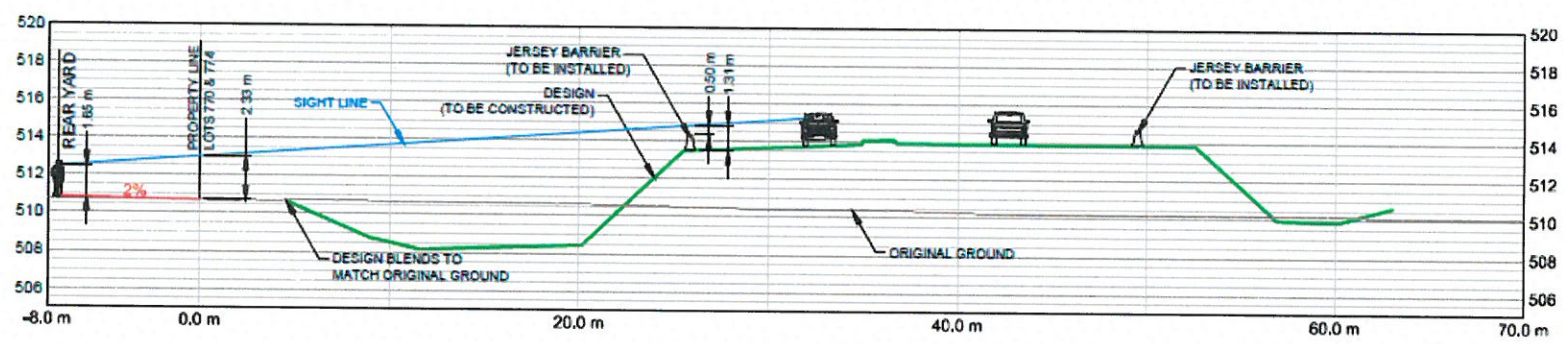 520
518
516
514
512
510
508
506
REAR YARD
1.65 m
PROPERTY LINE
LOTS 770 & 774
2.33 m
2%
SIGHT LINE
JERSEY BARRIER
(TO BE INSTALLED)
DESIGN
(TO BE CONSTRUCTED)
0.50 m
1.31 m
JERSEY BARRIER
(TO BE INSTALLED)
DESIGN BLENDS TO
MATCH ORIGINAL GROUND
ORIGINAL GROUND
520
518
516
514
512
510
508
506
-8.0 m
0.0 m
20.0 m
40.0 m
60.0 m
70.0 m